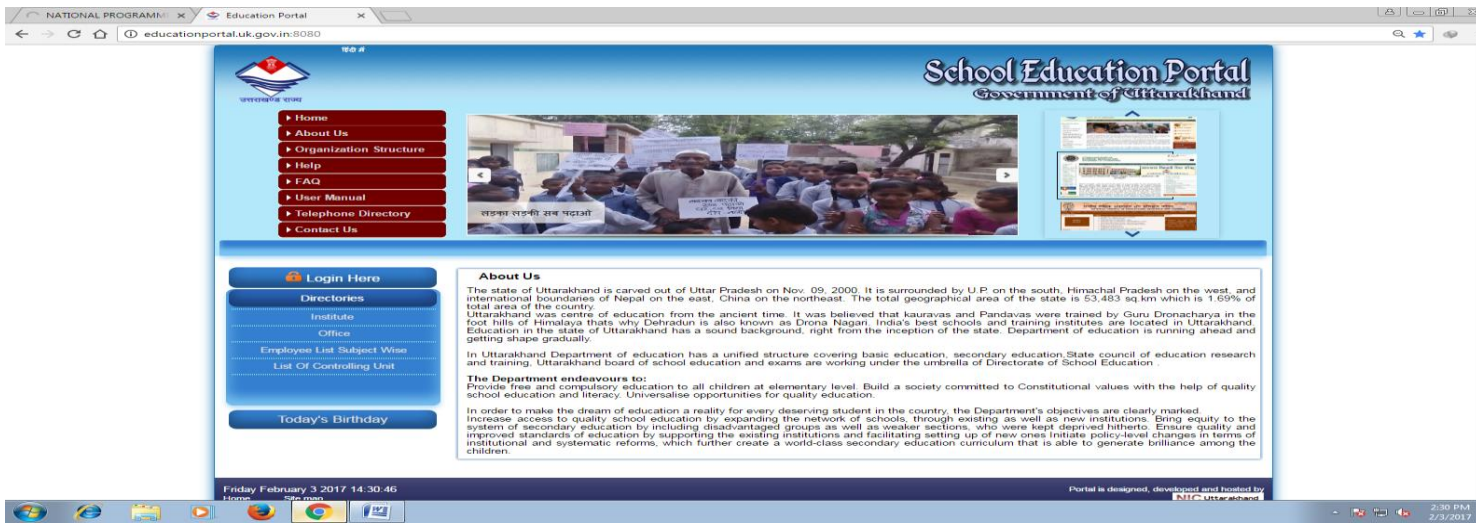 NATIONAL PROGRAMM
Education Portal
educationportal.uk.gov.in:8080
हिंदी में
उत्तराखण्ड राज्य
School Education Portal
Government of Uttarakhand
Home
About Us
Organization Structure
Help
FAQ
User Manual
Telephone Directory
Contact Us
लड़का लड़की सब पढ़ाओ
Login Here
Directories
Institute
Office
Employee List Subject Wise
List Of Controlling Unit
Today's Birthday
About Us
The state of Uttarakhand is carved out of Uttar Pradesh on Nov. 09, 2000. It is surrounded by U.P. on the south, Himachal Pradesh on the west, and
international boundaries of Nepal on the east, China on the northeast. The total geographical area of the state is 53,483 sq.km which is 1.69% of
total area of the country.
Uttarakhand was centre of education from the ancient time. It was believed that kauravas and Pandavas were trained by Guru Dronacharya in the
foot hills of Himalaya thats why Dehradun is also known as Drona Nagari. India's best schools and training institutes are located in Uttarakhand.
Education in the state of Uttarakhand has a sound background, right from the inception of the state. Department of education is running ahead and
getting shape gradually.
In Uttarakhand Department of education has a unified structure covering basic education, secondary education,State council of education research
and training, Uttarakhand board of school education and exams are working under the umbrella of Directorate of School Education .
The Department endeavours to:
Provide free and compulsory education to all children at elementary level. Build a society committed to Constitutional values with the help of quality
school education and literacy. Universalise opportunities for quality education.
In order to make the dream of education a reality for every deserving student in the country, the Department's objectives are clearly marked.
Increase access to quality school education by expanding the network of schools, through existing as well as new institutions. Bring equity to the
system of secondary education by including disadvantaged groups as well as weaker sections, who were kept deprived hitherto. Ensure quality and
improved standards of education by supporting the existing institutions and facilitating setting up of new ones Initiate policy-level changes in terms of
institutional and systematic reforms, which further create a world-class secondary education curriculum that is able to generate brilliance among the
children.
Friday February 3 2017 14:30:46
Portal is designed, developed and hosted by
Home Site map
NIC Uttarakhand
2:30 PM
2/3/2017